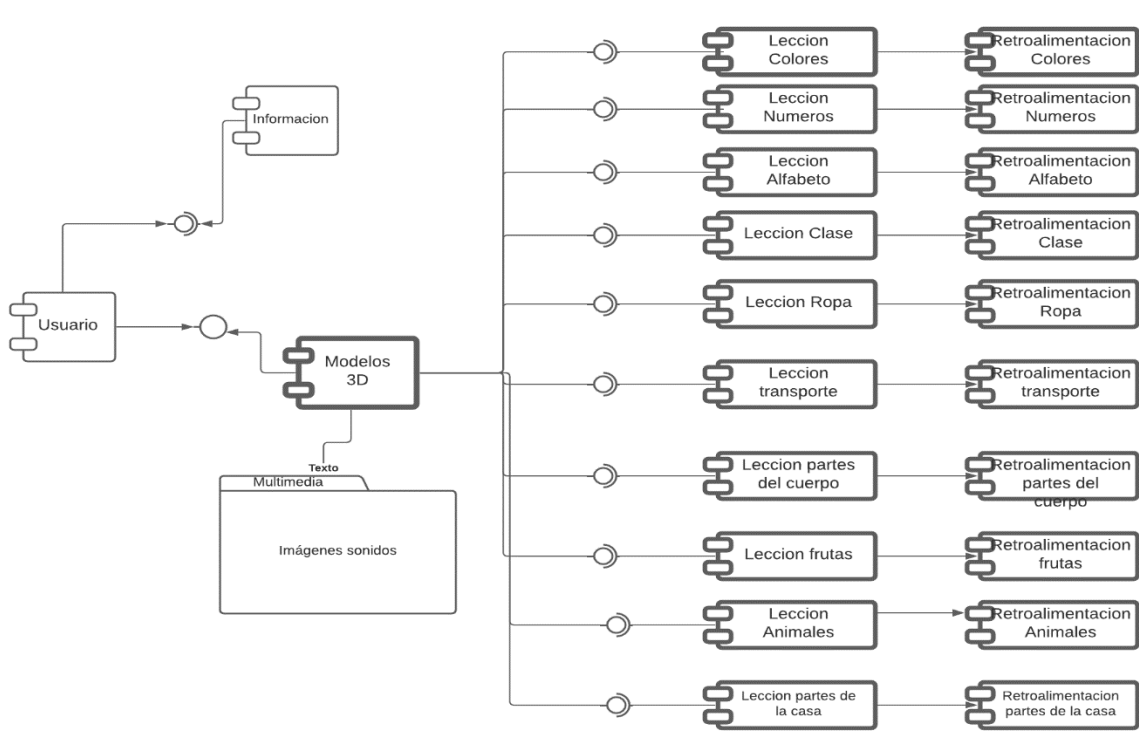 Informacion
Usuario
Modelos
3D
Texto
Multimedia
Imágenes sonidos
Leccion
Colores
Retroalimentacion
Colores
Leccion
Numeros
Retroalimentacion
Numeros
Leccion
Alfabeto
Retroalimentacion
Alfabeto
Leccion Clase
Retroalimentacion
Clase
Leccion Ropa
Retroalimentacion
Ropa
Leccion
transporte
Retroalimentacion
transporte
Leccion partes
del cuerpo
Retroalimentacion
partes del
cuerpo
Leccion frutas
Retroalimentacion
frutas
Leccion
Animales
Retroalimentacion
Animales
Leccion partes de
la casa
Retroalimentacion
partes de la casa